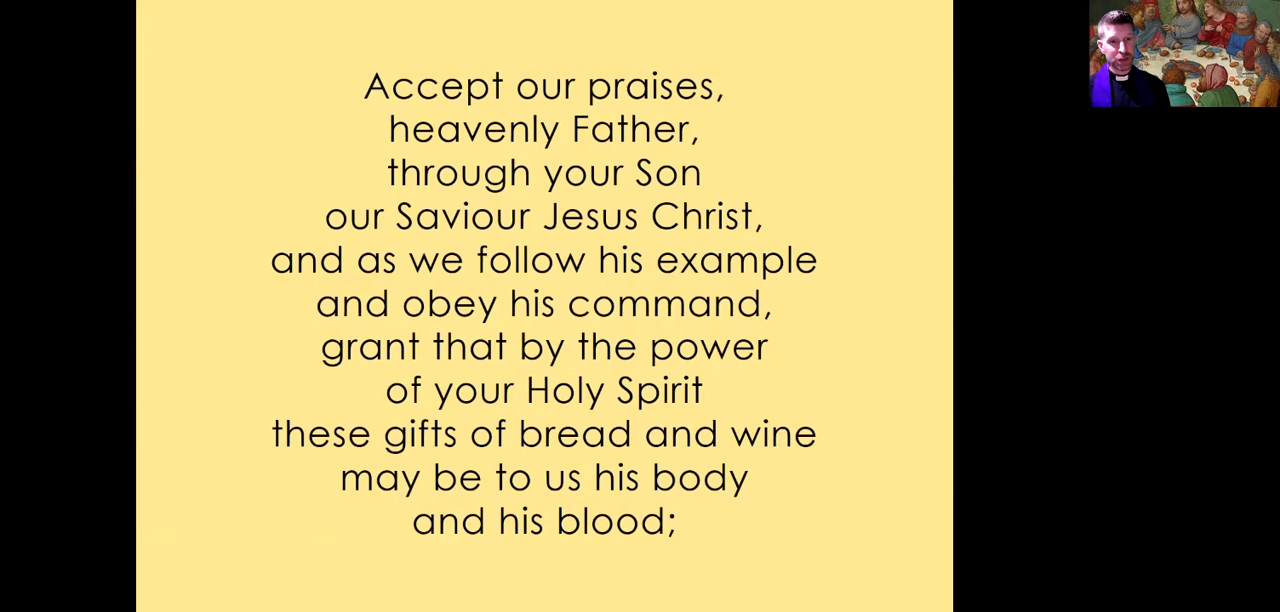 Accept our praises,
heavenly Father,
through your Son
our Saviour Jesus Christ,
and as we follow his example
and obey his command,
grant that by the power
of your Holy Spirit
these gifts of bread and wine
may be to us his body
and his blood;